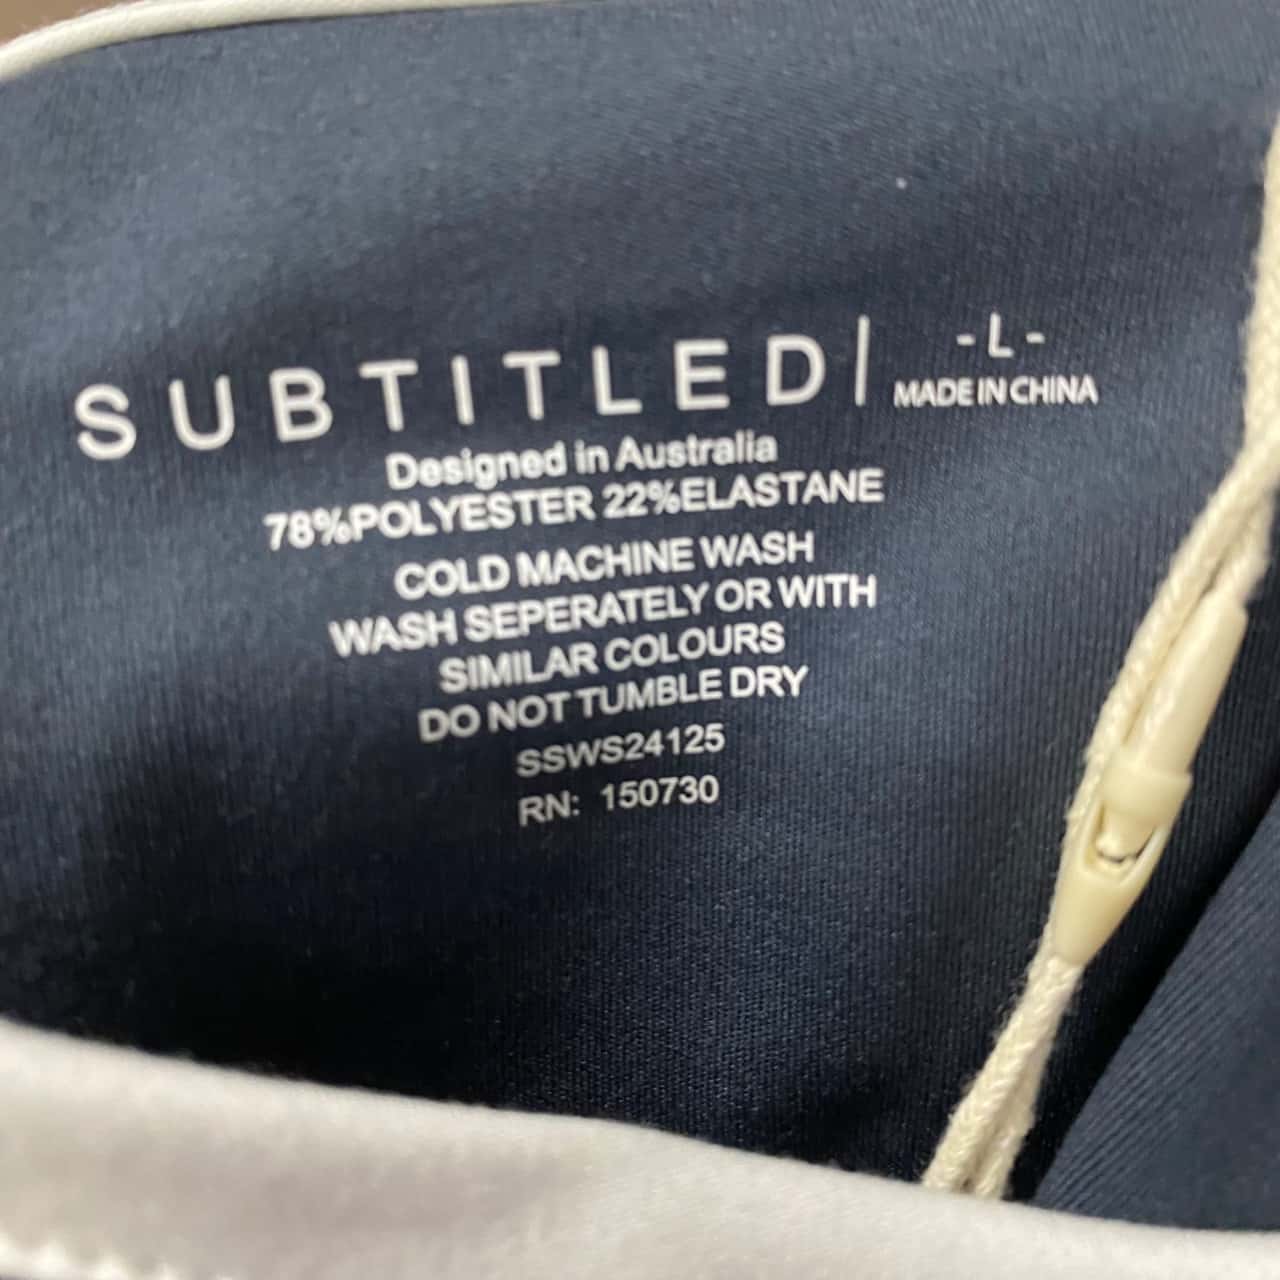 SUBTITLED | -L-
MADE IN CHINA
Designed in Australia
78%POLYESTER 22%ELASTANE
COLD MACHINE WASH
WASH SEPERATELY OR WITH
SIMILAR COLOURS
DO NOT TUMBLE DRY
SSWS24125
RN: 150730